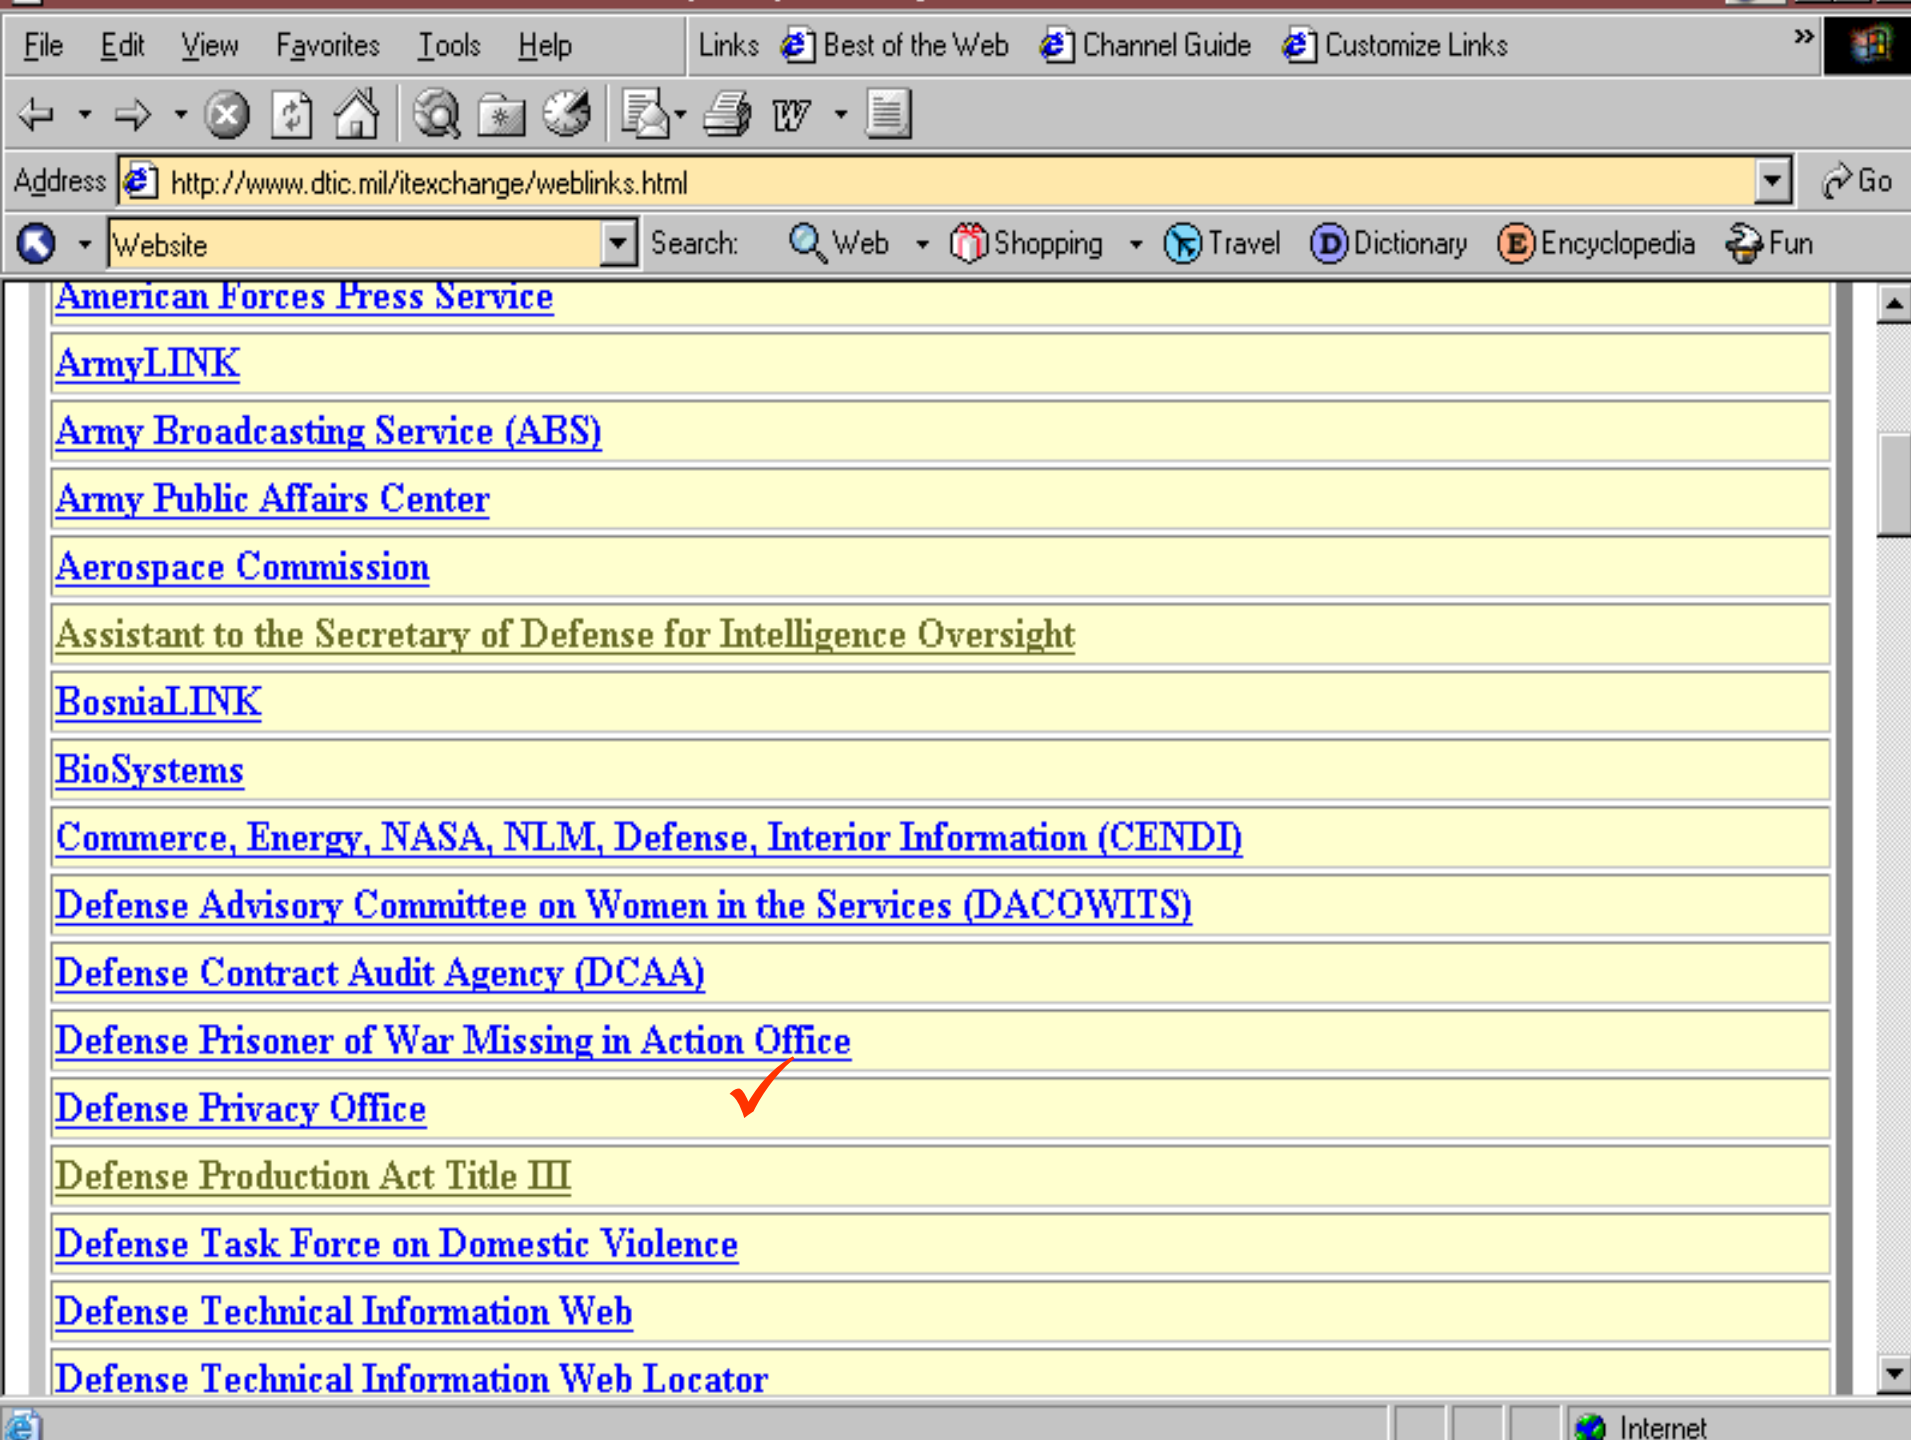 File Edit View Favorites Tools Help Links Best of the Web Channel Guide Customize Links »
W
Address http://www.dtic.mil/itexchange/weblinks.html Go
Website Search: Web Shopping Travel D Dictionary E Encyclopedia Fun
American Forces Press Service
ArmyLINK
Army Broadcasting Service (ABS)
Army Public Affairs Center
Aerospace Commission
Assistant to the Secretary of Defense for Intelligence Oversight
BosniaLINK
BioSystems
Commerce, Energy, NASA, NLM, Defense, Interior Information (CENDI)
Defense Advisory Committee on Women in the Services (DACOWITS)
Defense Contract Audit Agency (DCAA)
Defense Prisoner of War Missing in Action Office
Defense Privacy Office
Defense Production Act Title III
Defense Task Force on Domestic Violence
Defense Technical Information Web
Defense Technical Information Web Locator
Internet